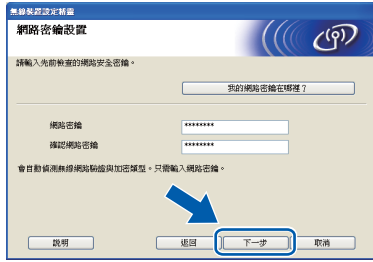 無線裝置設定精靈
網路密鑰設置
請輸入先前檢查的網路安全密鑰。
我的網路密鑰在哪裡？
網路密鑰 ********
確認網路密鑰 ********
會自動偵測無線網路驗證與加密類型。只需輸入網路密鑰。
說明 返回 下一步 取消